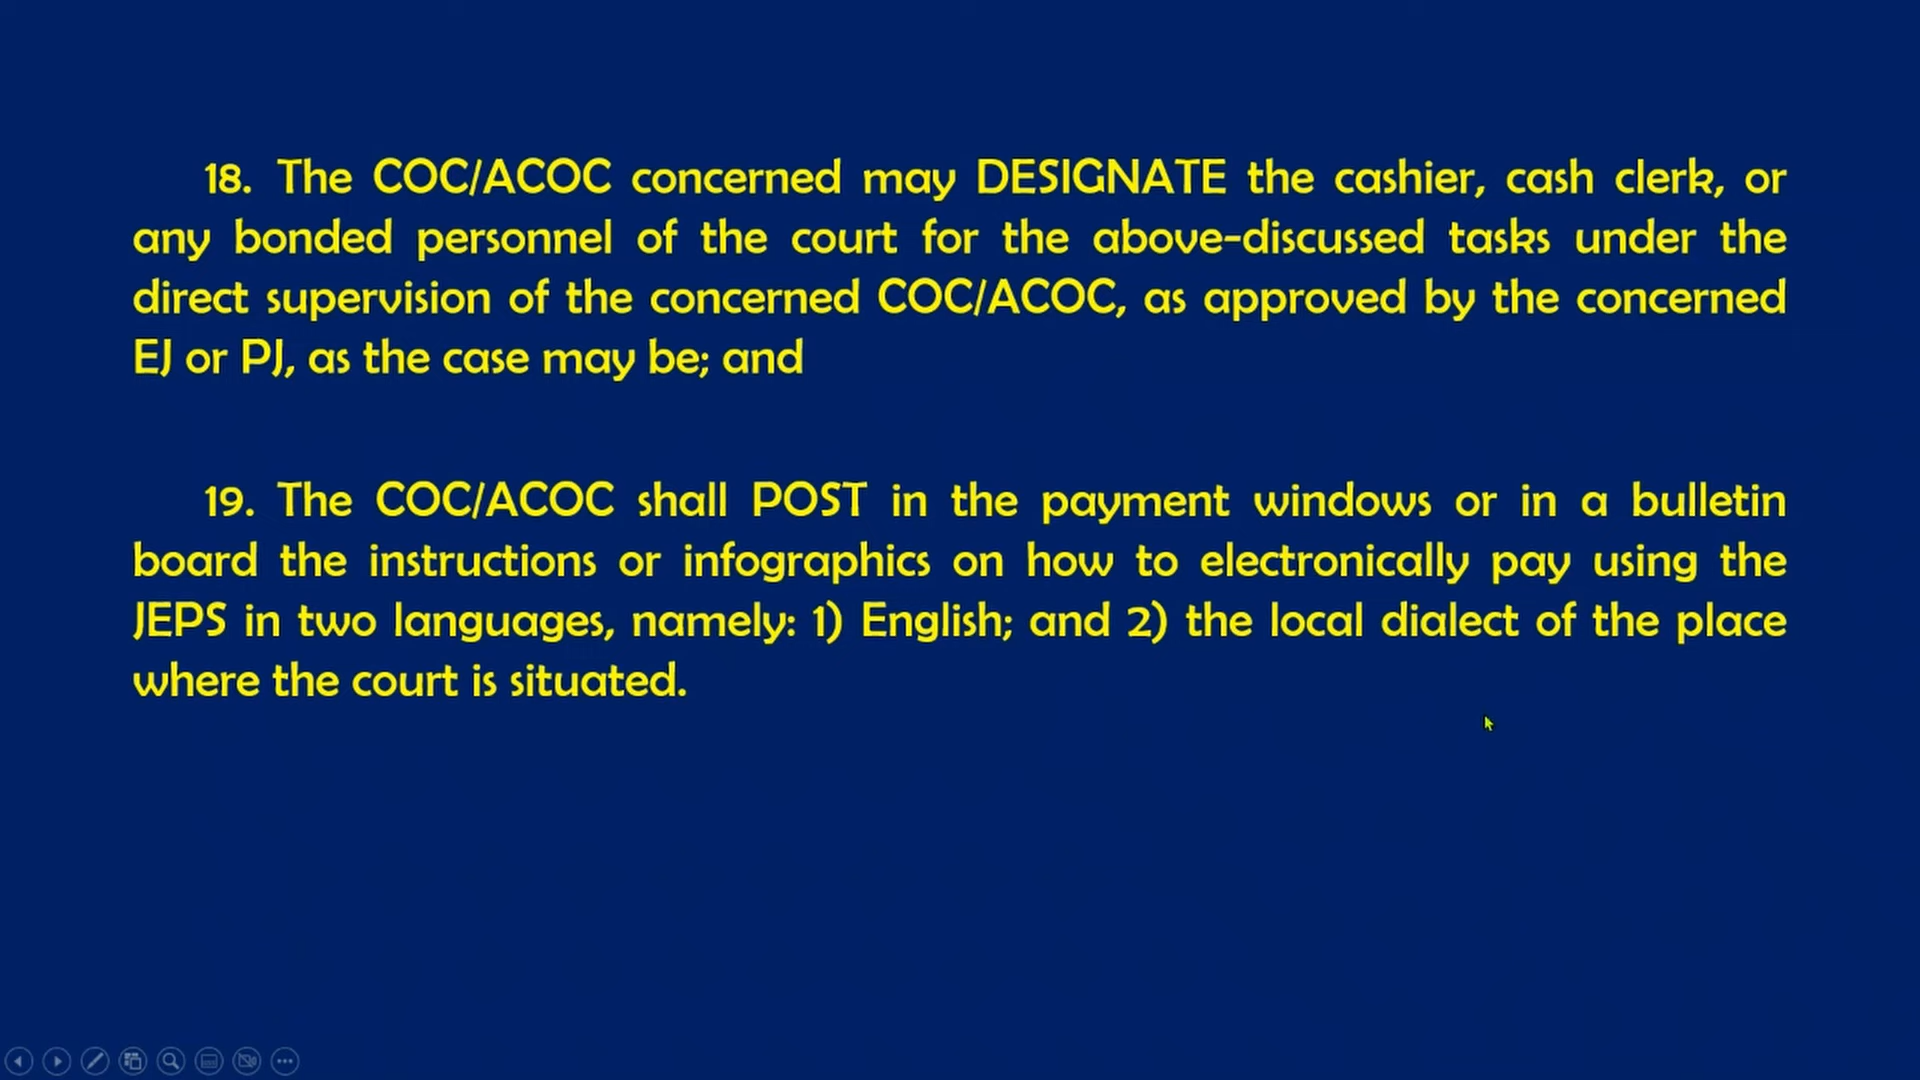 18. The COC/ACOC concerned may DESIGNATE the cashier, cash clerk, or
any bonded personnel of the court for the above-discussed tasks under the
direct supervision of the concerned COC/ACOC, as approved by the concerned
EJ or PJ, as the case may be; and
19. The COC/ACOC shall POST in the payment windows or in a bulletin
board the instructions or infographics on how to electronically pay using the
JEPS in two languages, namely: 1) English; and 2) the local dialect of the place
where the court is situated.